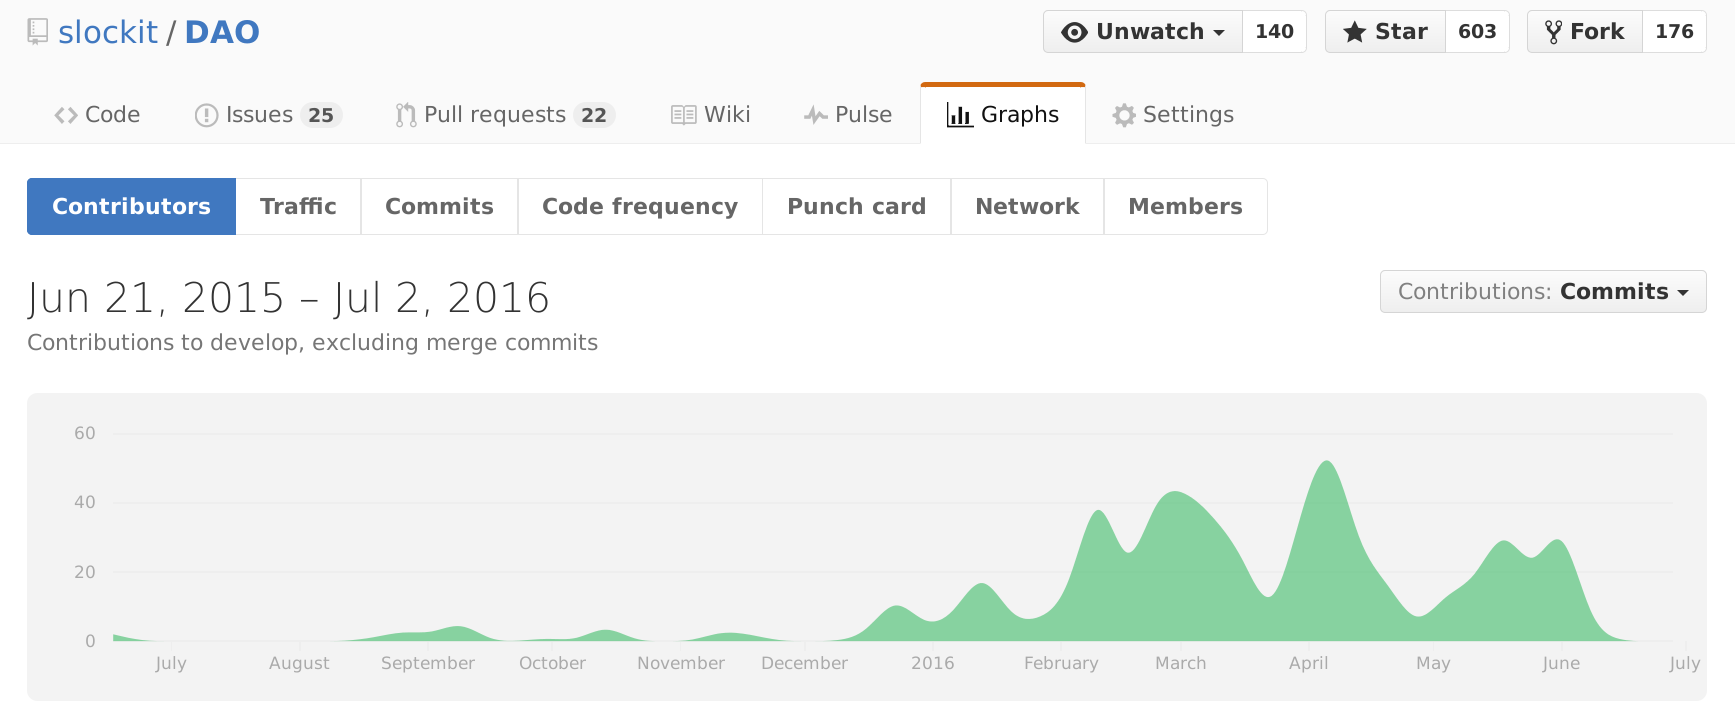 slockit / DAO Unwatch 140 Star 603 Fork 176
Code Issues 25 Pull requests 22 Wiki Pulse Graphs Settings
Contributors Traffic Commits Code frequency Punch card Network Members
Jun 21, 2015 – Jul 2, 2016 Contributions: Commits
Contributions to develop, excluding merge commits
60
40
20
0
July August September October November December 2016 February March April May June July